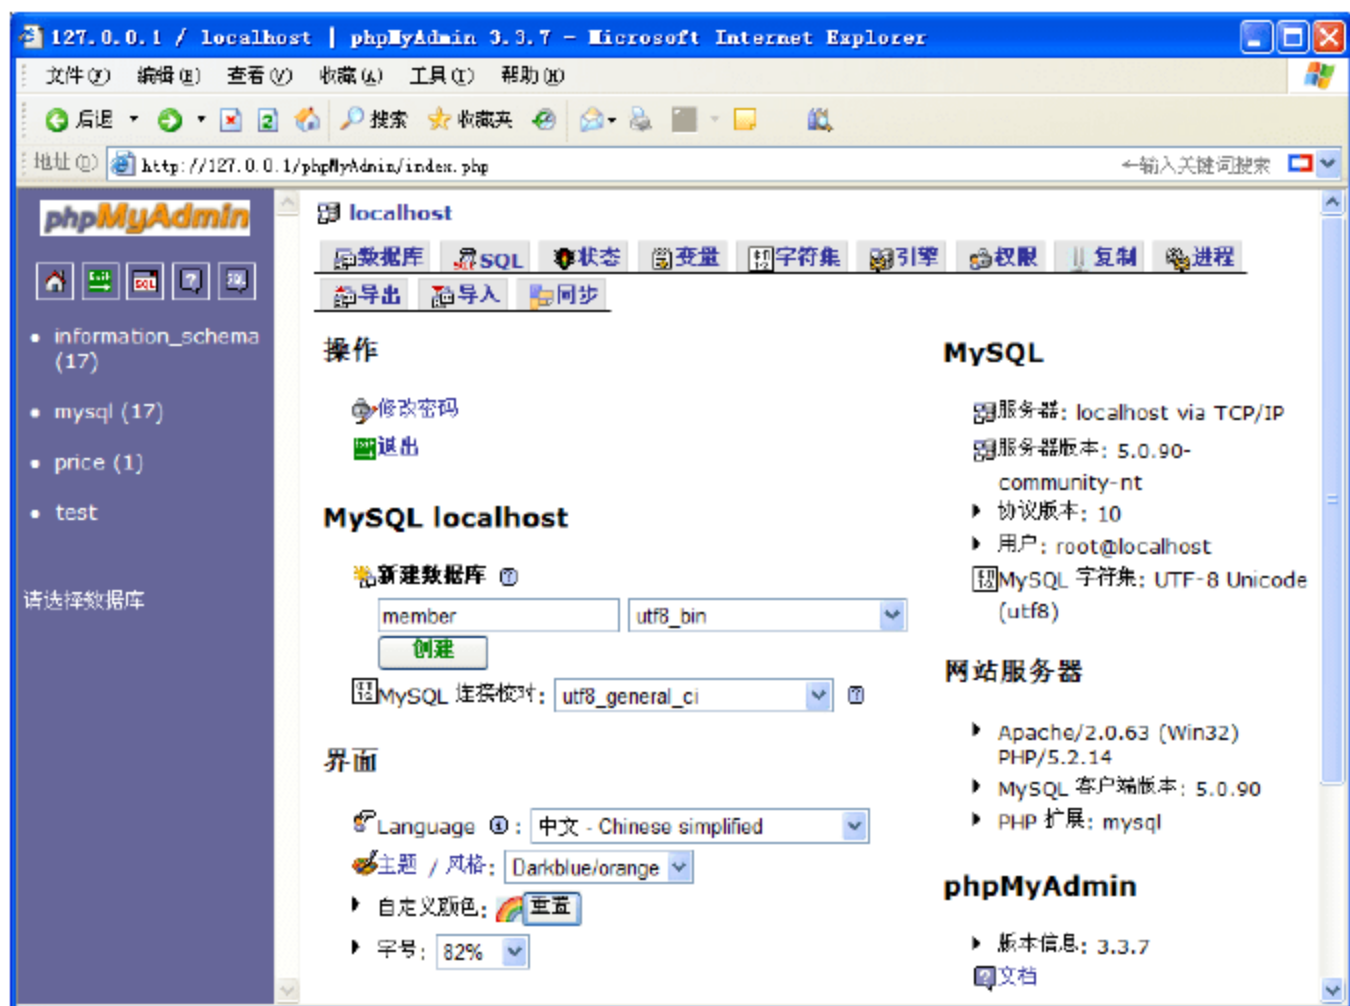 127.0.0.1 / localhost | phpMyAdmin 3.3.7 - Microsoft Internet Explorer
文件(F) 编辑(E) 查看(V) 收藏(A) 工具(T) 帮助(H)
后退 搜索 收藏夹
地址(D) http://127.0.0.1/phpMyAdmin/index.php ←输入关键词搜索
phpMyAdmin
information_schema
(17)
mysql (17)
price (1)
test
请选择数据库
localhost
数据库 SQL 状态 变量 字符集 引擎 权限 复制 进程
导出 导入 同步
操作
修改密码
退出
MySQL localhost
新建数据库
member utf8_bin
创建
MySQL 连接校对: utf8_general_ci
界面
Language : 中文 - Chinese simplified
主题 / 风格: Darkblue/orange
自定义颜色: 重置
字号: 82%
MySQL
服务器: localhost via TCP/IP
服务器版本: 5.0.90-
community-nt
协议版本: 10
用户: root@localhost
MySQL 字符集: UTF-8 Unicode
(utf8)
网站服务器
Apache/2.0.63 (Win32)
PHP/5.2.14
MySQL 客户端版本: 5.0.90
PHP 扩展: mysql
phpMyAdmin
版本信息: 3.3.7
文档